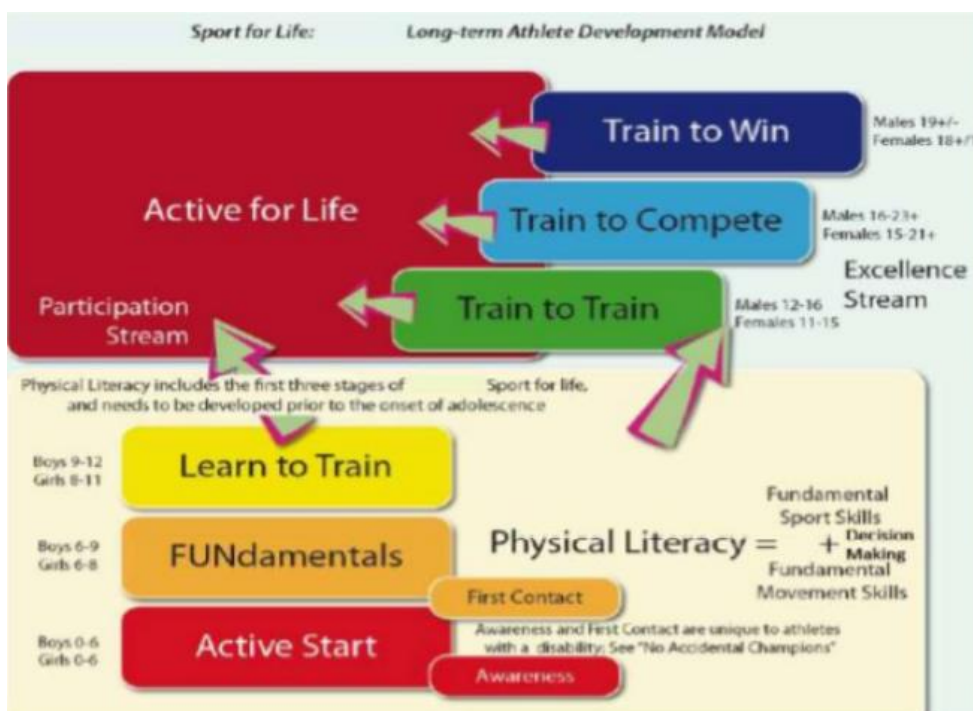 Sport for Life: Long-term Athlete Development Model
Train to Win
Males 19+/-
Females 18+/
Active for Life
Train to Compete
Males 16-23+
Females 15-21+
Excellence
Stream
Participation
Stream
Train to Train
Males 12-16
Females 11-15
Physical Literacy includes the first three stages of Sport for life,
and needs to be developed prior to the onset of adolescence
Boys 9-12
Girls 8-11
Learn to Train
Boys 6-9
Girls 6-8
FUNdamentals
First Contact
Physical Literacy =
Fundamental
Sport Skills
+ Decision
Making
Fundamental
Movement Skills
Boys 0-6
Girls 0-6
Active Start
Awareness
Awareness and First Contact are unique to athletes
with a disability; See "No Accidental Champions"